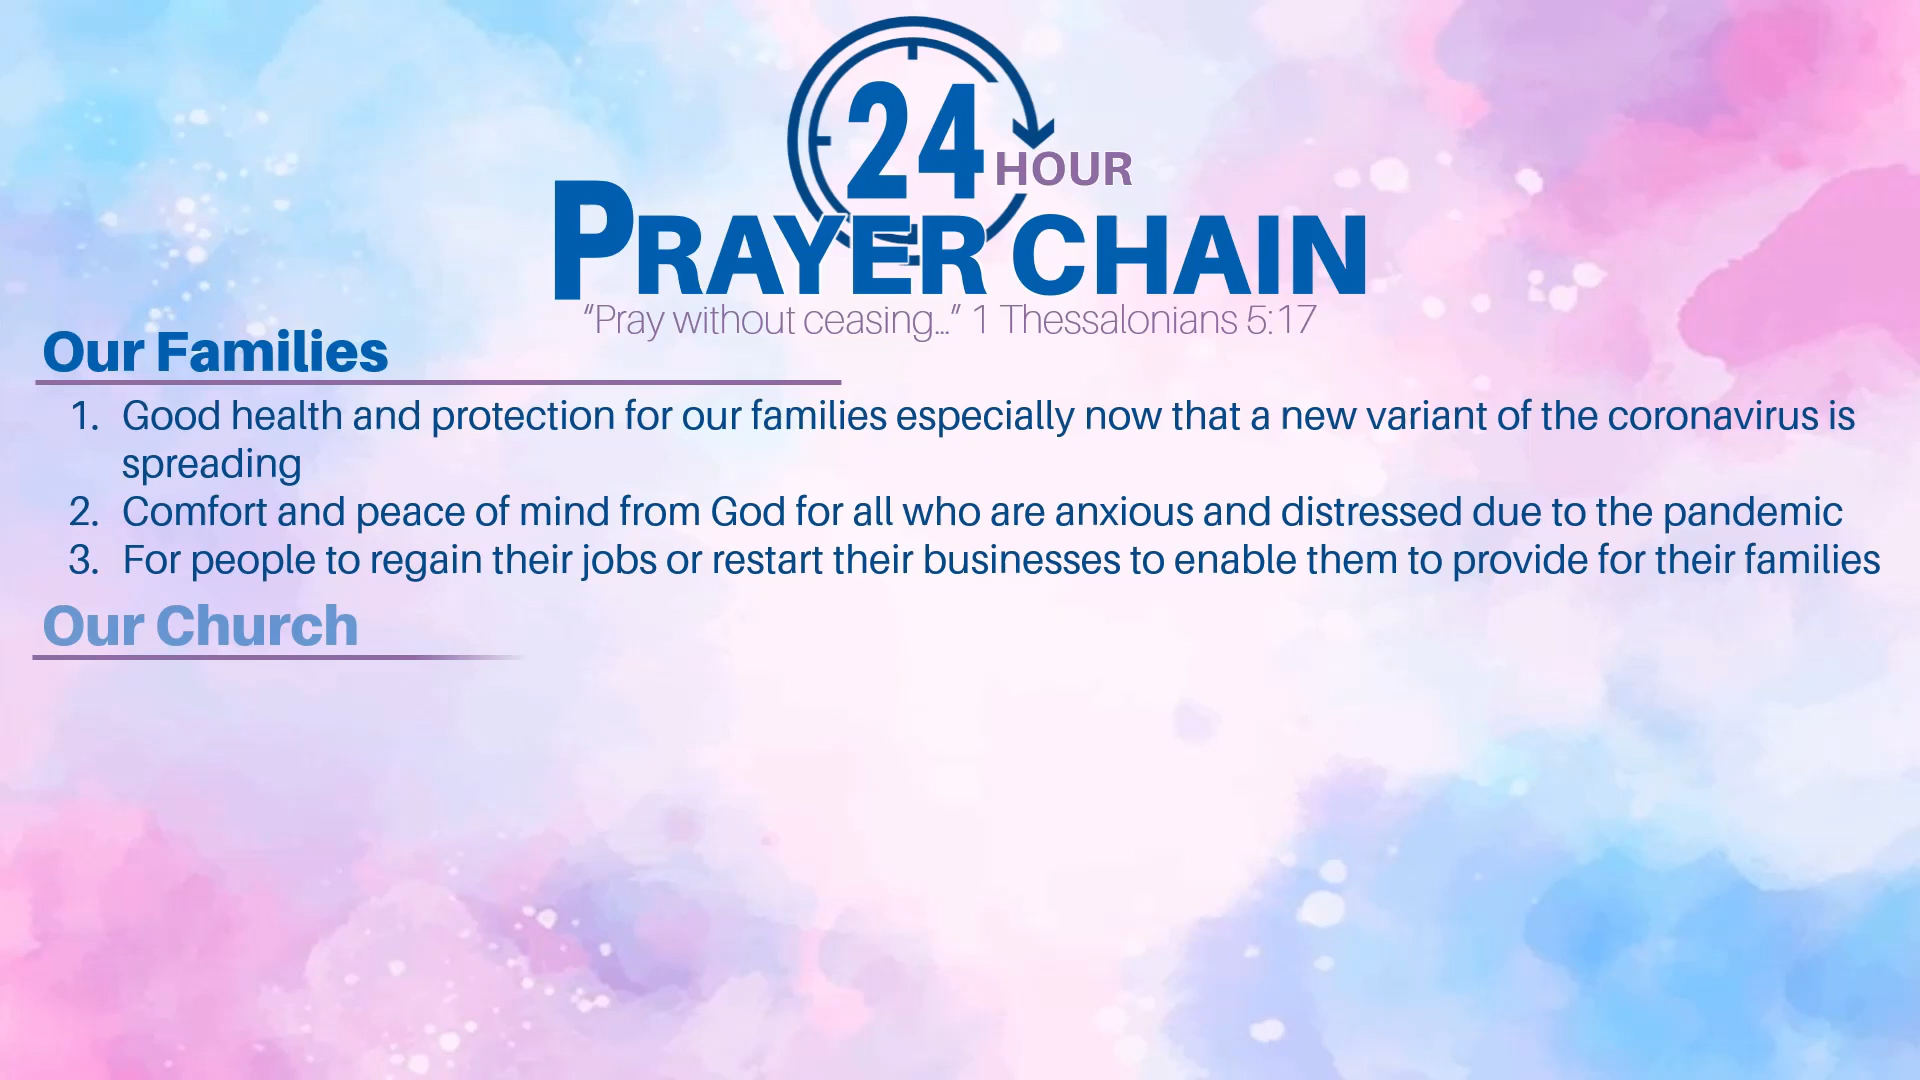 24 HOUR
PRAYER CHAIN
“Pray without ceasing...” 1 Thessalonians 5:17
Our Families
1. Good health and protection for our families especially now that a new variant of the coronavirus is
spreading
2. Comfort and peace of mind from God for all who are anxious and distressed due to the pandemic
3. For people to regain their jobs or restart their businesses to enable them to provide for their families
Our Church